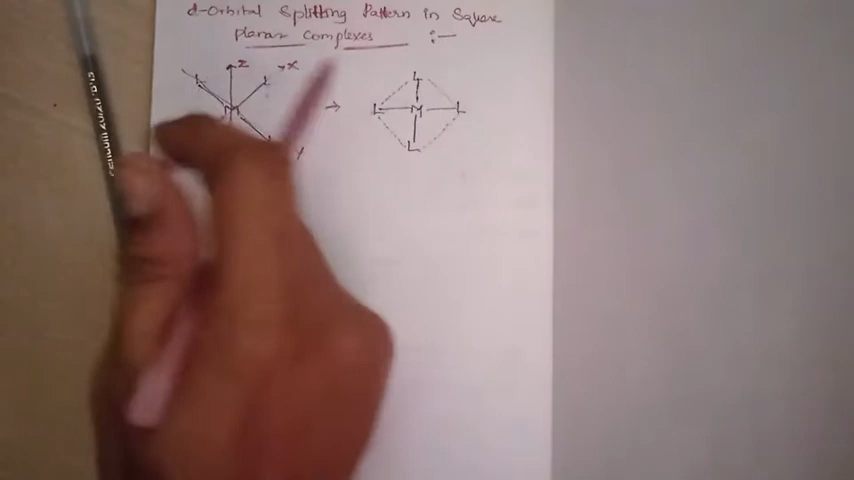 d-Orbital Splitting Pattern in Square
planar Complexes :-
Z X
L L
M
Y
→
L
L M L
L